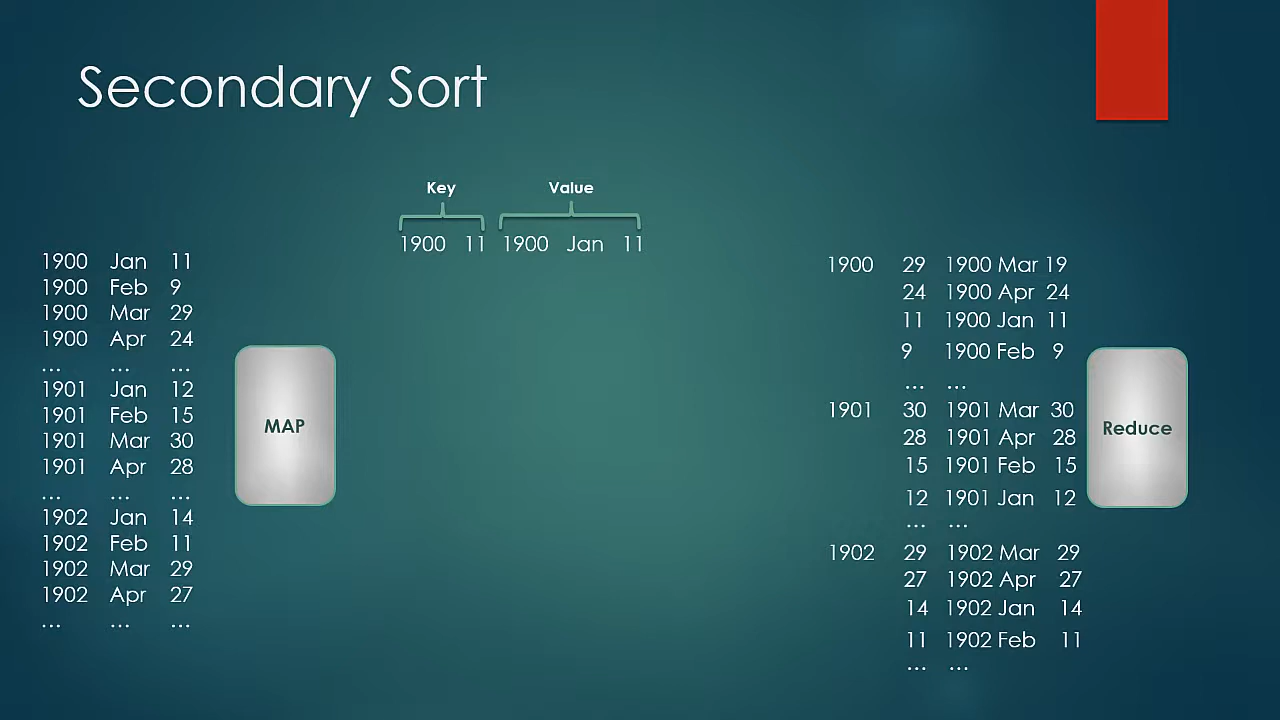 Secondary Sort
Key Value
1900 11 1900 Jan 11
1900 Jan 11
1900 Feb 9
1900 Mar 29
1900 Apr 24
... ... ...
1901 Jan 12
1901 Feb 15
1901 Mar 30
1901 Apr 28
... ... ...
1902 Jan 14
1902 Feb 11
1902 Mar 29
1902 Apr 27
... ... ...
MAP
1900 29 1900 Mar 19
24 1900 Apr 24
11 1900 Jan 11
9 1900 Feb 9
... ...
1901 30 1901 Mar 30
28 1901 Apr 28
15 1901 Feb 15
12 1901 Jan 12
... ...
1902 29 1902 Mar 29
27 1902 Apr 27
14 1902 Jan 14
11 1902 Feb 11
... ...
Reduce